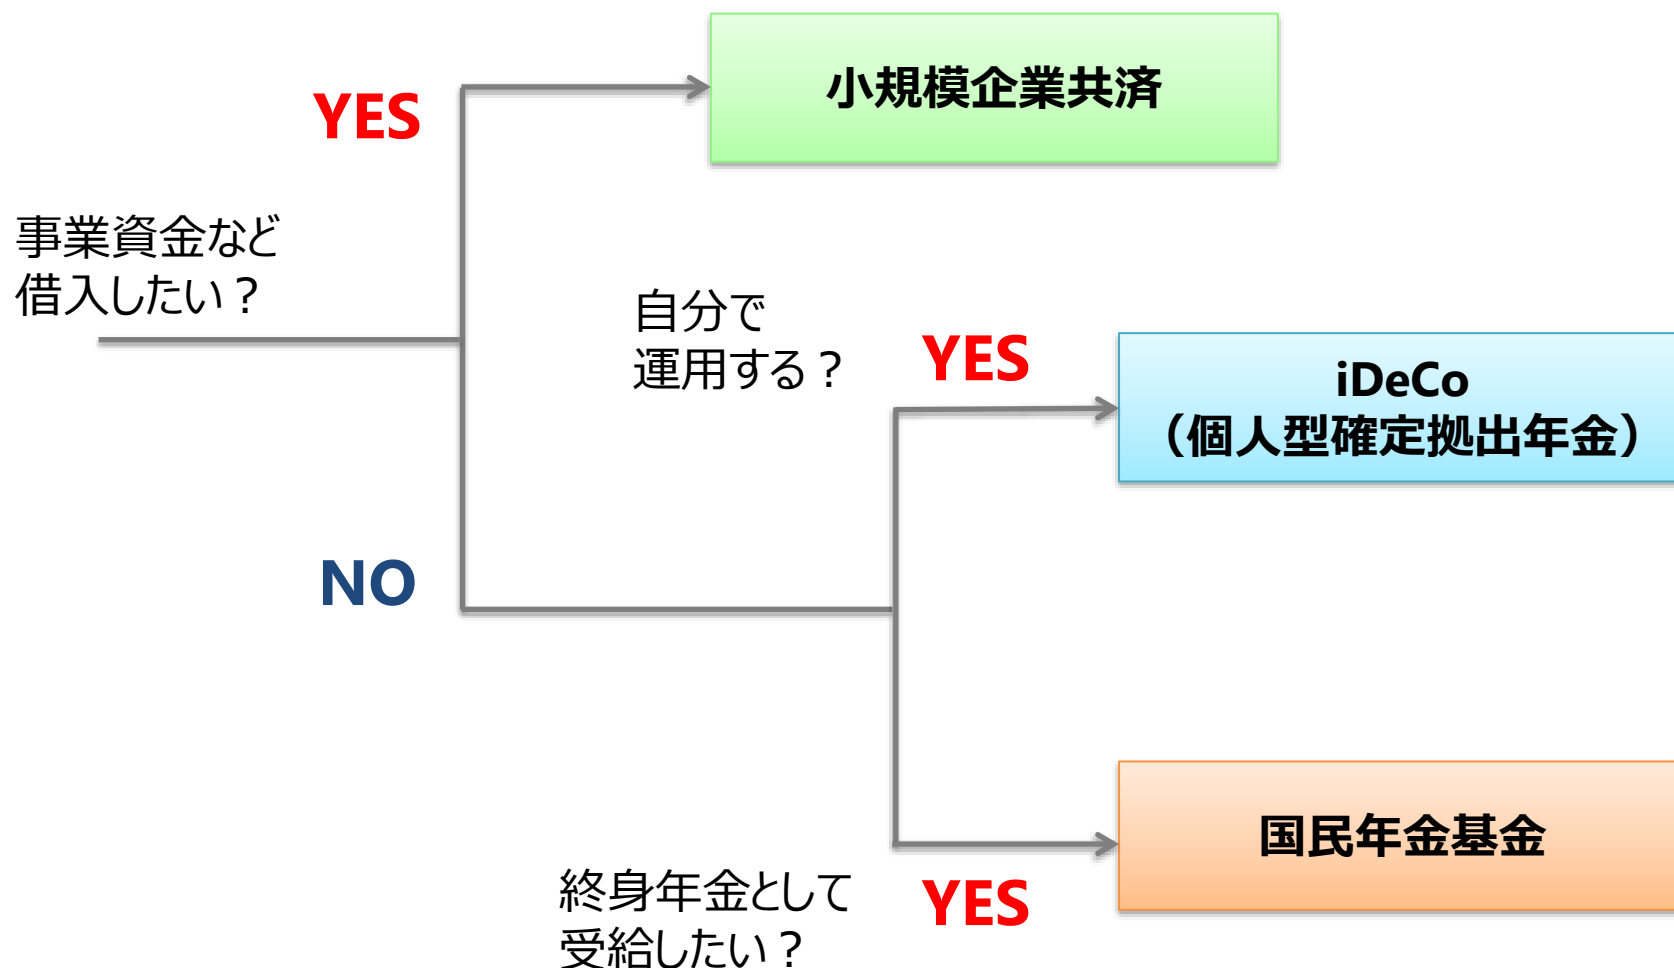 小規模企業共済
YES
事業資金など
借入したい？
自分で
運用する？
YES
iDeCo
（個人型確定拠出年金）
NO
国民年金基金
終身年金として
受給したい？
YES